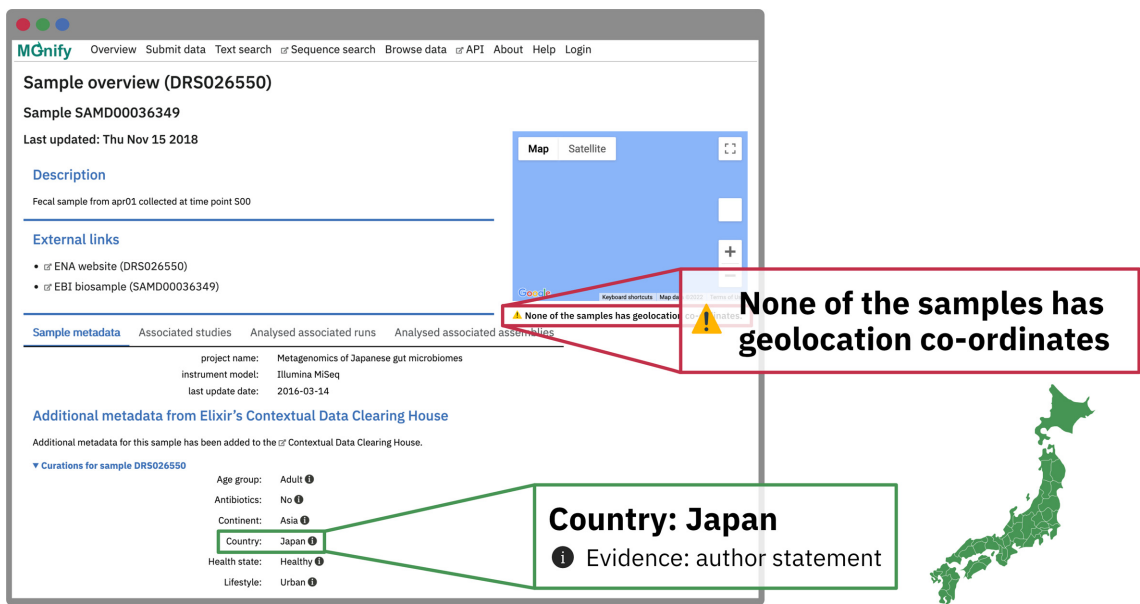 MGnify Overview Submit data Text search Sequence search Browse data API About Help Login
Sample overview (DRS026550)
Sample SAMD00036349
Last updated: Thu Nov 15 2018
Description
Fecal sample from apr01 collected at time point S00
External links
• ENA website (DRS026550)
• EBI biosample (SAMD00036349)
Map Satellite
+
−
Google
Keyboard shortcuts Map data ©2022 Terms of Use
None of the samples has geolocation co-ordinates.
None of the samples has
geolocation co-ordinates
Sample metadata Associated studies Analysed associated runs Analysed associated assemblies
project name: Metagenomics of Japanese gut microbiomes
instrument model: Illumina MiSeq
last update date: 2016-03-14
Additional metadata from Elixir's Contextual Data Clearing House
Additional metadata for this sample has been added to the Contextual Data Clearing House.
▼ Curations for sample DRS026550
Age group: Adult
Antibiotics: No
Continent: Asia
Country: Japan
Health state: Healthy
Lifestyle: Urban
Country: Japan
Evidence: author statement